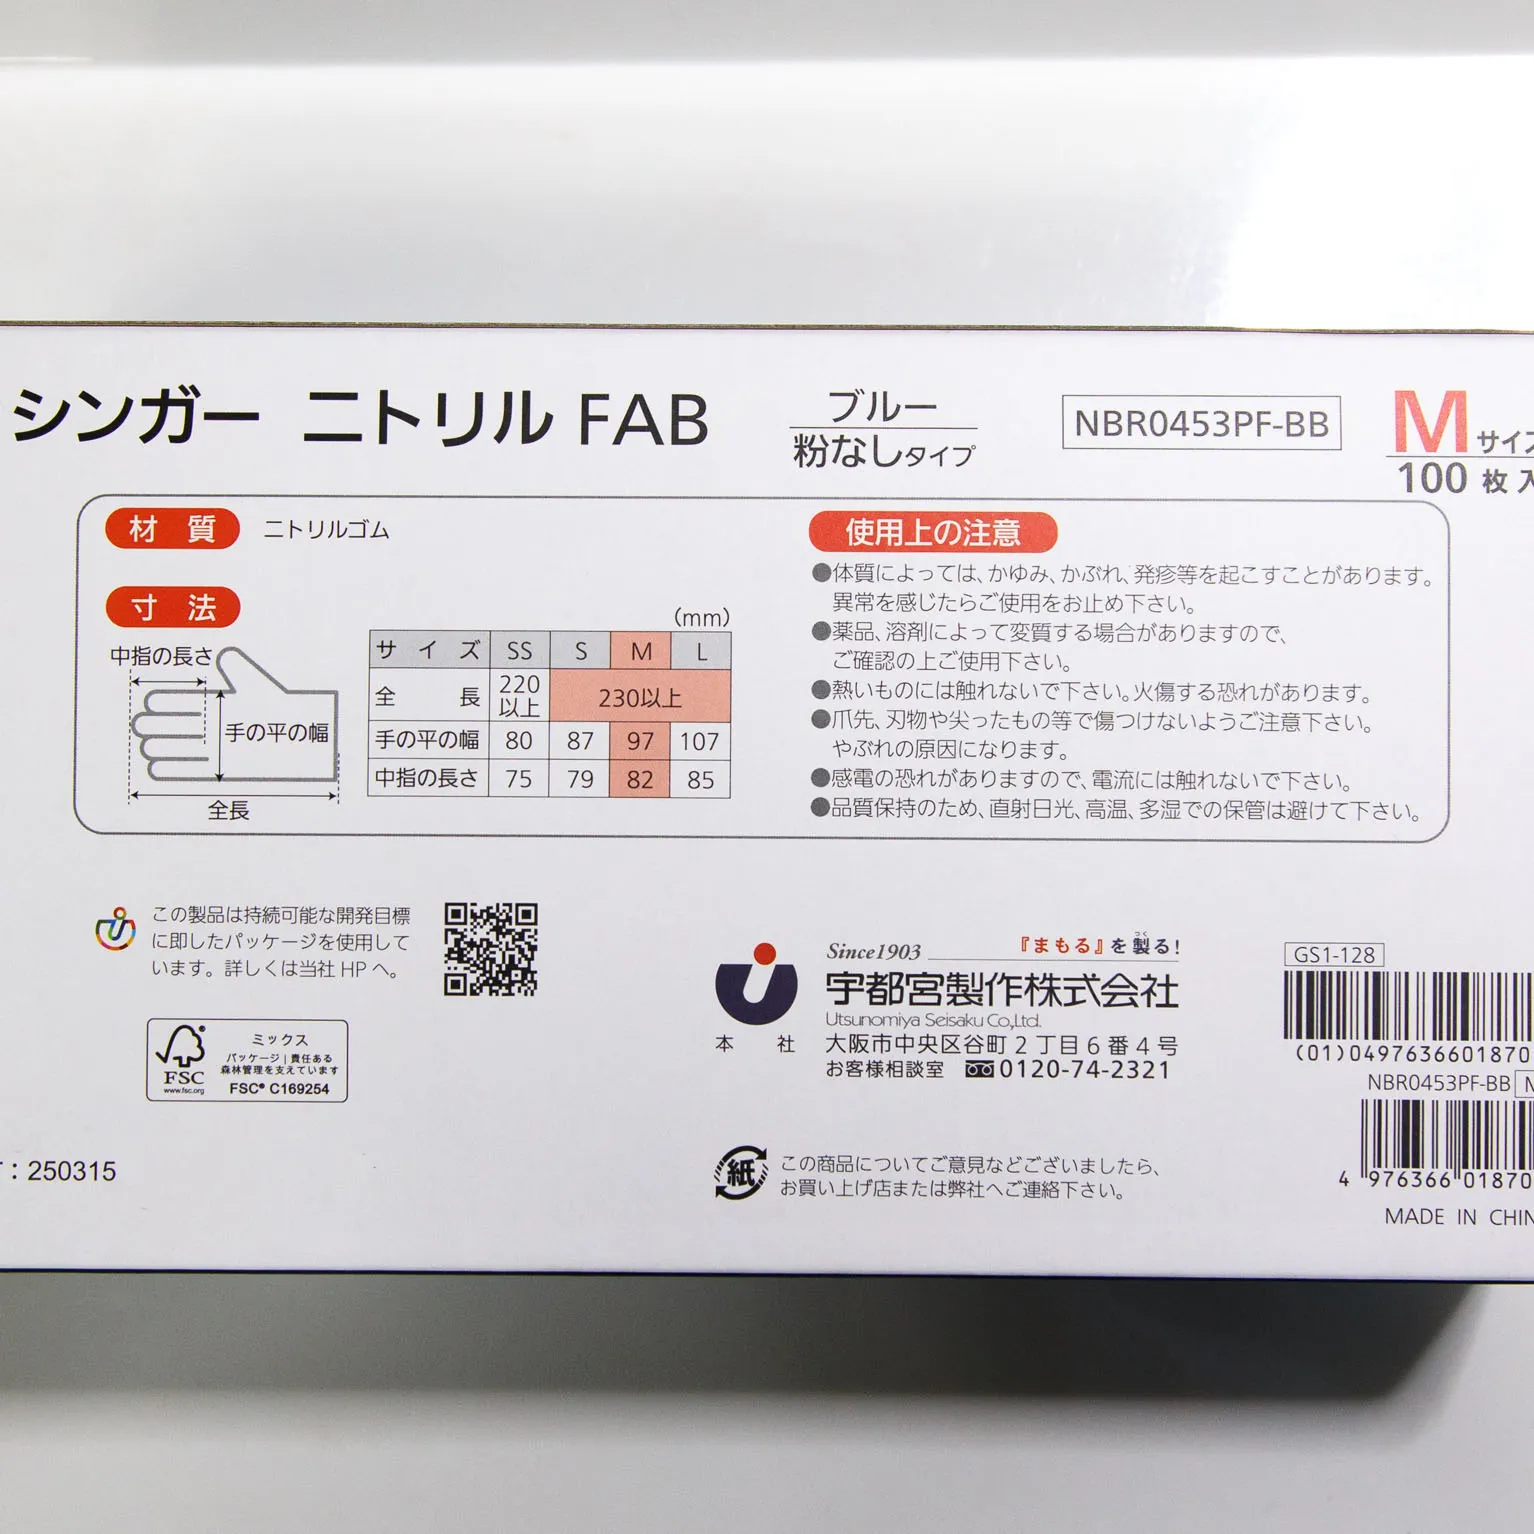 シンガー ニトリル FAB
ブルー
粉なしタイプ
NBR0453PF-BB
Mサイズ
100枚入
材質 ニトリルゴム
寸法
中指の長さ
手の平の幅
全長
(mm)
サイズ SS S M L
全長 220以上 230以上
手の平の幅 80 87 97 107
中指の長さ 75 79 82 85
使用上の注意
●体質によっては、かゆみ、かぶれ、発疹等を起こすことがあります。
異常を感じたらご使用をお止め下さい。
●薬品、溶剤によって変質する場合がありますので、
ご確認の上ご使用下さい。
●熱いものには触れないで下さい。火傷する恐れがあります。
●爪先、刃物や尖ったもの等で傷つけないようご注意下さい。
やぶれの原因になります。
●感電の恐れがありますので、電流には触れないで下さい。
●品質保持のため、直射日光、高温、多湿での保管は避けて下さい。
この製品は持続可能な開発目標
に即したパッケージを使用して
います。詳しくは当社 HP へ。
FSC
www.fsc.org
ミックス
パッケージ|責任ある
森林管理を支えています
FSC® C169254
: 250315
Since1903 『まもる』を製る!
つく
宇都宮製作株式会社
Utsunomiya Seisaku Co.,Ltd.
本社 大阪市中央区谷町2丁目6番4号
お客様相談室 0120-74-2321
紙
この商品についてご意見などございましたら、
お買い上げ店または弊社へご連絡下さい。
GS1-128
(01)0497636601870
NBR0453PF-BB
4 976366 01870
MADE IN CHIN